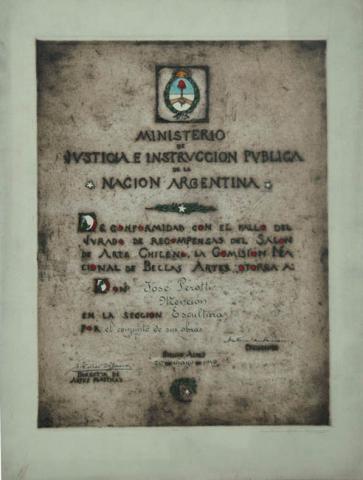 MINISTERIO
DE
JUSTICIA E INSTRUCCION PUBLICA
DE LA
NACION ARGENTINA
DE CONFORMIDAD CON EL FALLO DEL
JURADO DE RECOMPENSAS DEL SALON
DE ARTE CHILENO, LA COMISION NA
CIONAL DE BELLAS ARTES OTORGA A:
DON José Perotti
Mención
EN LA SECCION Escultura
POR el conjunto de sus obras
BUENOS AIRES
DIRECTOR DE
ARTES PLASTICAS